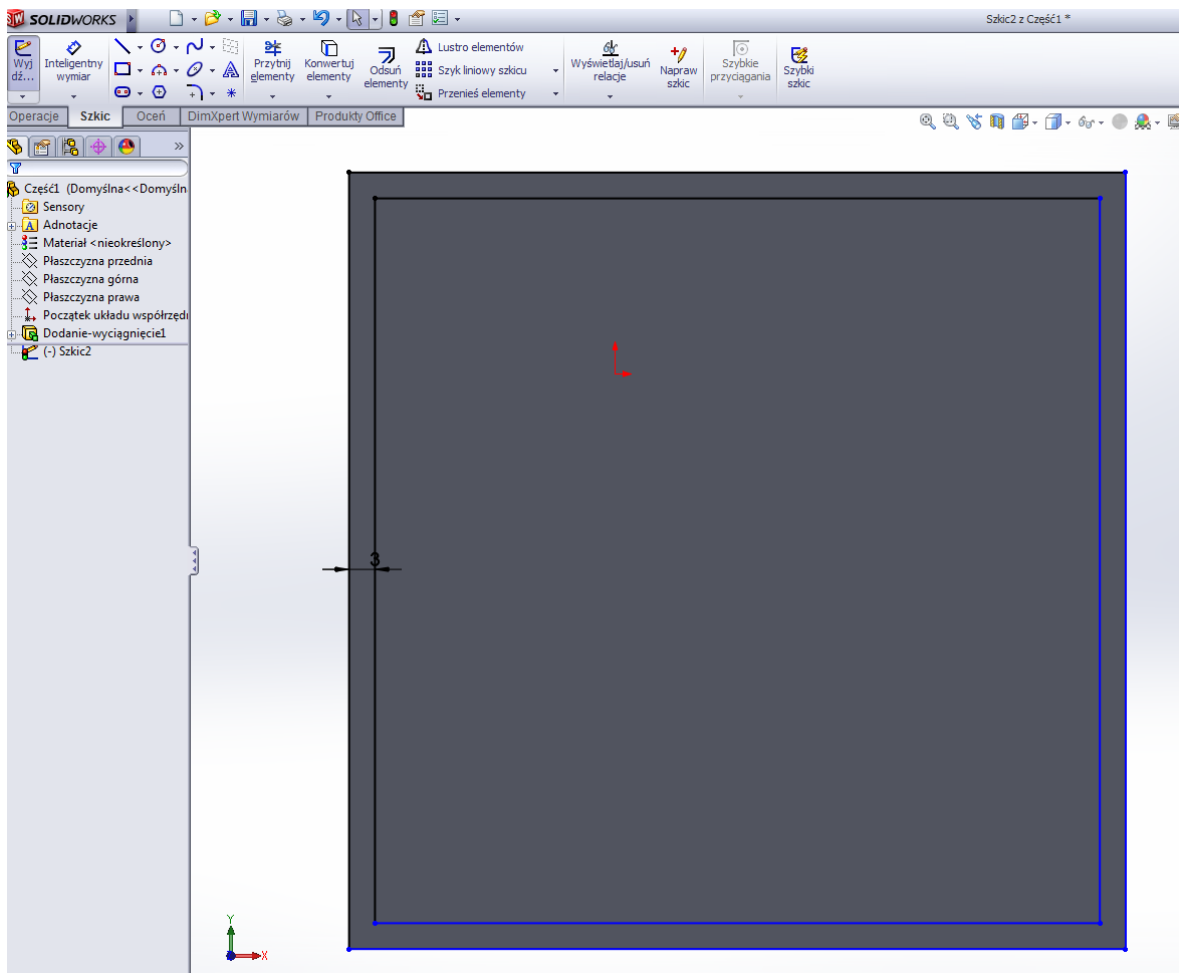 SOLIDWORKS
Szkic2 z Część1 *
Wyj
dź...
Inteligentny
wymiar
Przytnij
elementy
Konwertuj
elementy
Odsuń
elementy
Lustro elementów
Szyk liniowy szkicu
Przenieś elementy
Wyświetlaj/usuń
relacje
Napraw
szkic
Szybkie
przyciągania
Szybki
szkic
Operacje
Szkic
Oceń
DimXpert Wymiarów
Produkty Office
Część1 (Domyślna<<Domyśln
Sensory
Adnotacje
Materiał <nieokreślony>
Płaszczyzna przednia
Płaszczyzna górna
Płaszczyzna prawa
Początek układu współrzęd
Dodanie-wyciągnięcie1
(-) Szkic2
3
Y
X